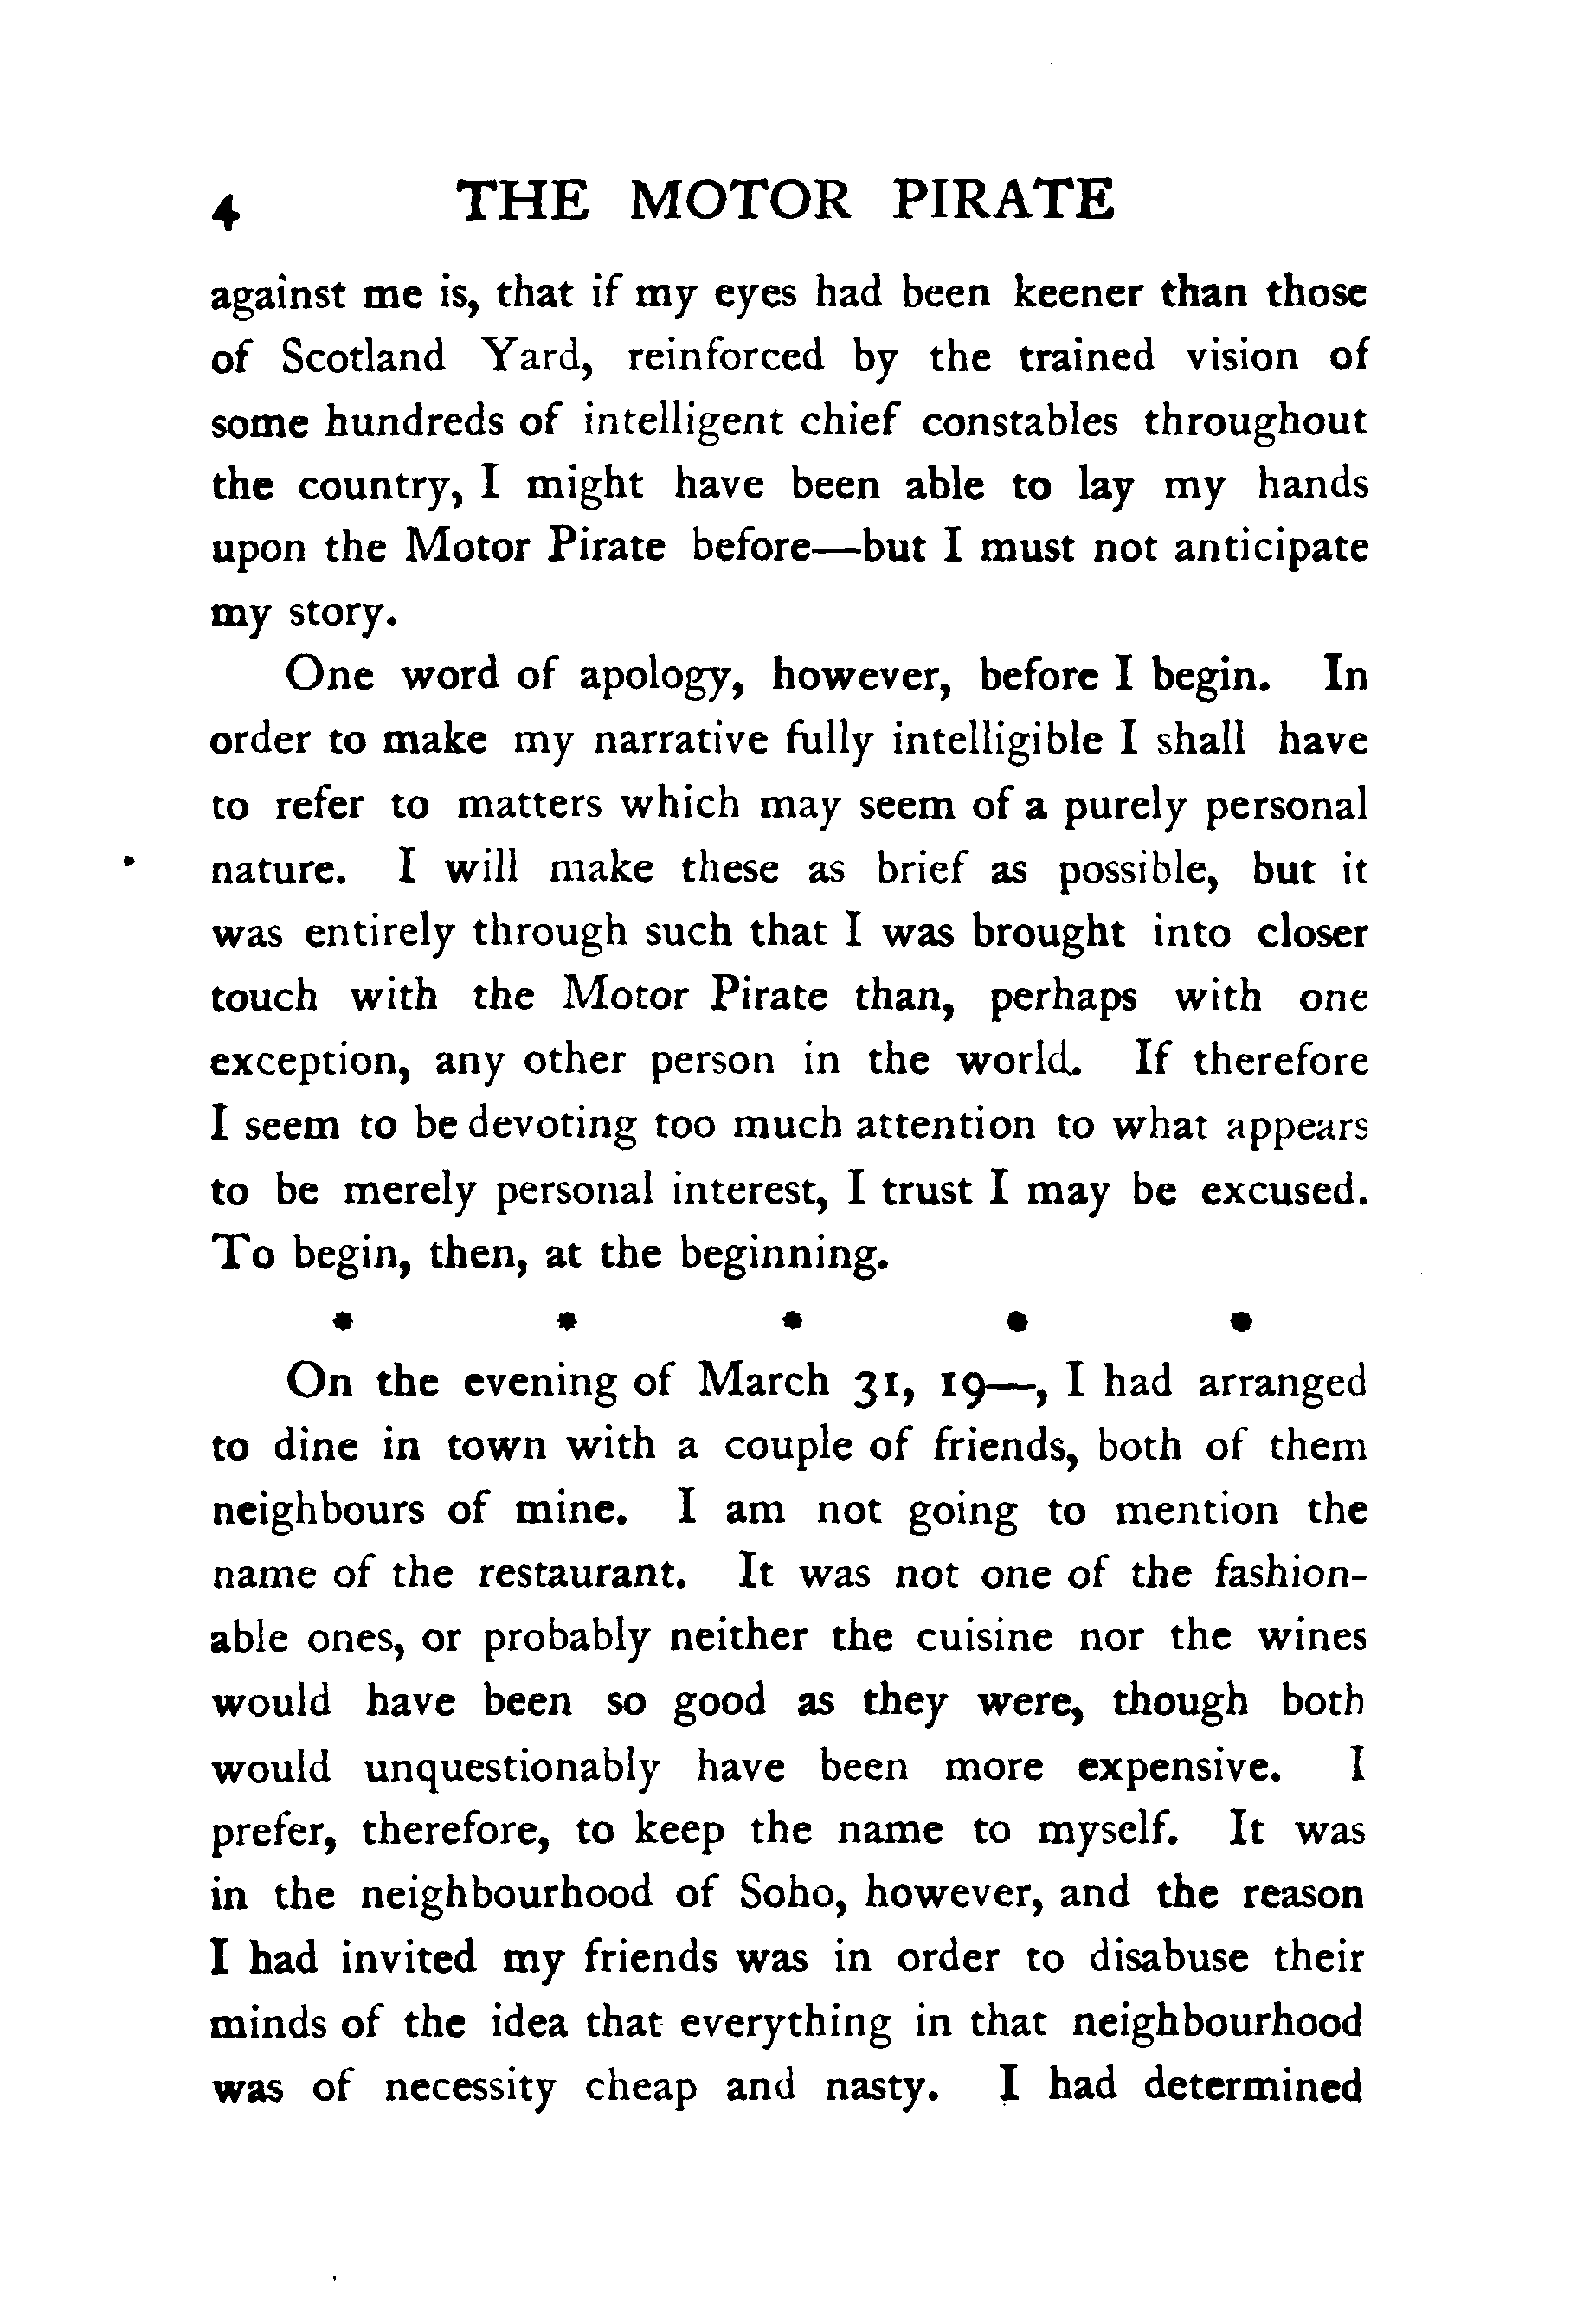 4 THE MOTOR PIRATE
against me is, that if my eyes had been keener than those
of Scotland Yard, reinforced by the trained vision of
some hundreds of intelligent chief constables throughout
the country, I might have been able to lay my hands
upon the Motor Pirate before—but I must not anticipate
my story.
One word of apology, however, before I begin. In
order to make my narrative fully intelligible I shall have
to refer to matters which may seem of a purely personal
nature. I will make these as brief as possible, but it
was entirely through such that I was brought into closer
touch with the Motor Pirate than, perhaps with one
exception, any other person in the world. If therefore
I seem to be devoting too much attention to what appears
to be merely personal interest, I trust I may be excused.
To begin, then, at the beginning.
* * * * *
On the evening of March 31, 19—, I had arranged
to dine in town with a couple of friends, both of them
neighbours of mine. I am not going to mention the
name of the restaurant. It was not one of the fashion-
able ones, or probably neither the cuisine nor the wines
would have been so good as they were, though both
would unquestionably have been more expensive. I
prefer, therefore, to keep the name to myself. It was
in the neighbourhood of Soho, however, and the reason
I had invited my friends was in order to disabuse their
minds of the idea that everything in that neighbourhood
was of necessity cheap and nasty. I had determined